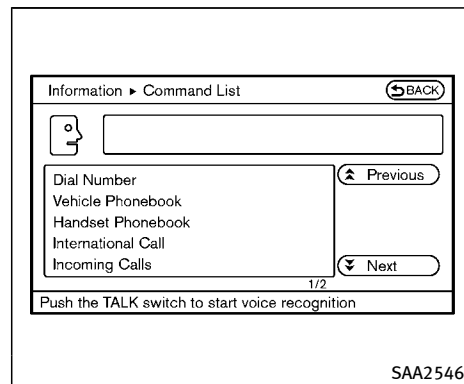 Information ► Command List
BACK
Dial Number
Vehicle Phonebook
Handset Phonebook
International Call
Incoming Calls
Previous
Next
1/2
Push the TALK switch to start voice recognition
SAA2546